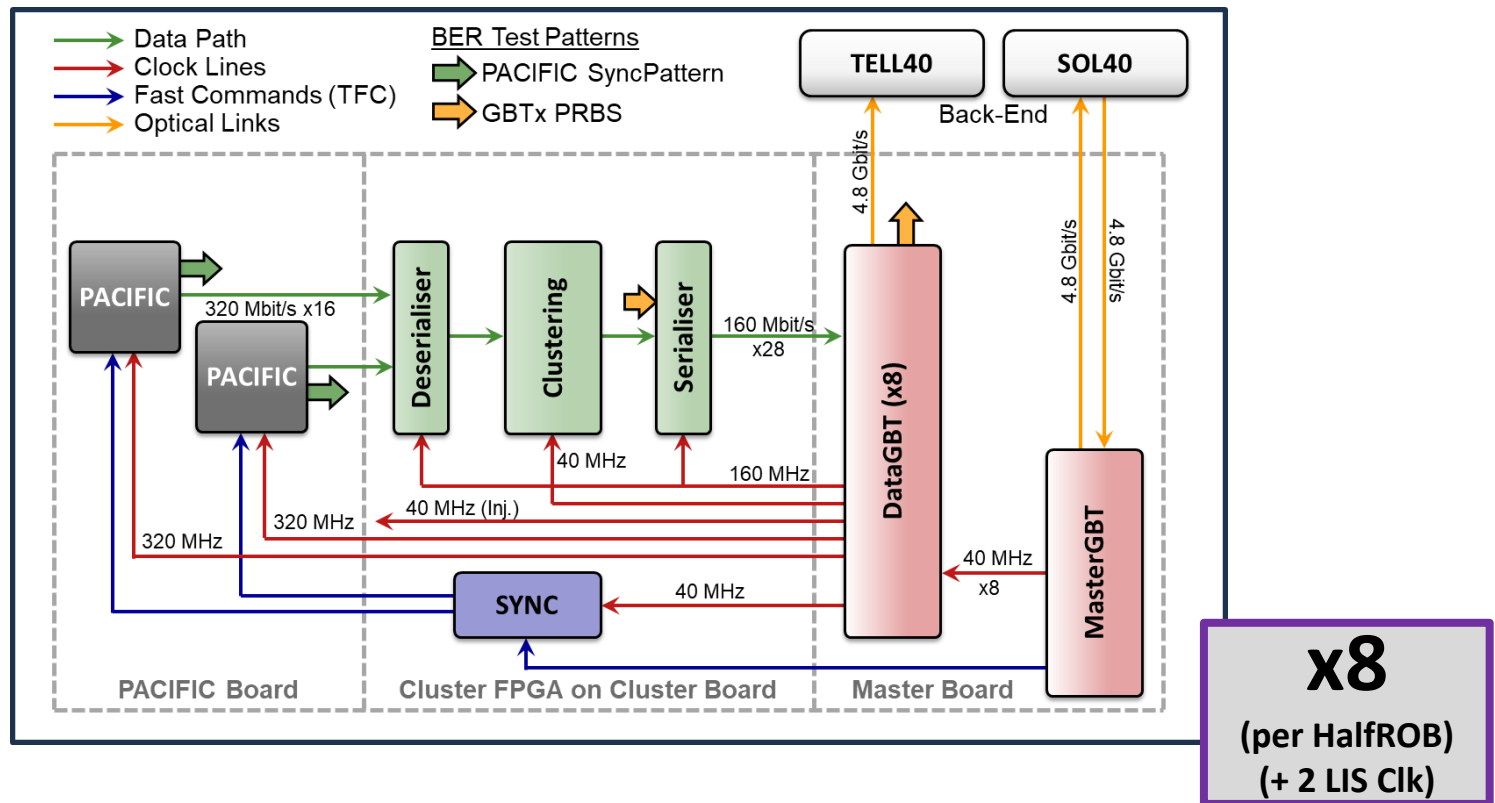 Data Path
Clock Lines
Fast Commands (TFC)
Optical Links
BER Test Patterns
PACIFIC SyncPattern
GBTx PRBS
TELL40
SOL40
Back-End
4.8 Gbit/s
4.8 Gbit/s
4.8 Gbit/s
PACIFIC
320 Mbit/s x16
PACIFIC
Deserialiser
Clustering
Serialiser
160 Mbit/s
x28
DataGBT (x8)
MasterGBT
40 MHz
160 MHz
40 MHz (Inj.)
320 MHz
320 MHz
40 MHz
x8
SYNC
40 MHz
PACIFIC Board
Cluster FPGA on Cluster Board
Master Board
x8
(per HalfROB)
(+ 2 LIS Clk)